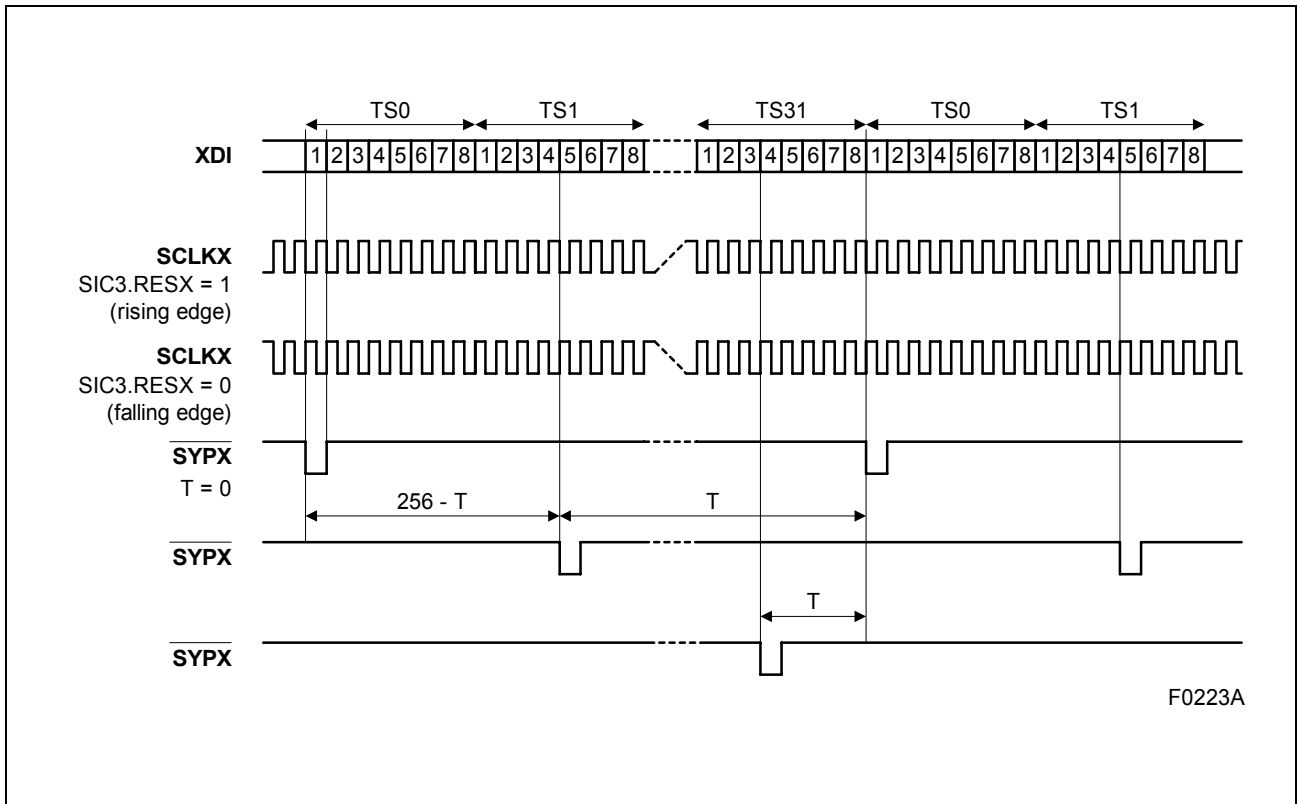 TS0 TS1 TS31 TS0 TS1
XDI 1 2 3 4 5 6 7 8 1 2 3 4 5 6 7 8 1 2 3 4 5 6 7 8 1 2 3 4 5 6 7 8 1 2 3 4 5 6 7 8
SCLKX
SIC3.RESX = 1
(rising edge)
SCLKX
SIC3.RESX = 0
(falling edge)
SYPX
T = 0
256 - T T
SYPX
T
SYPX
F0223A